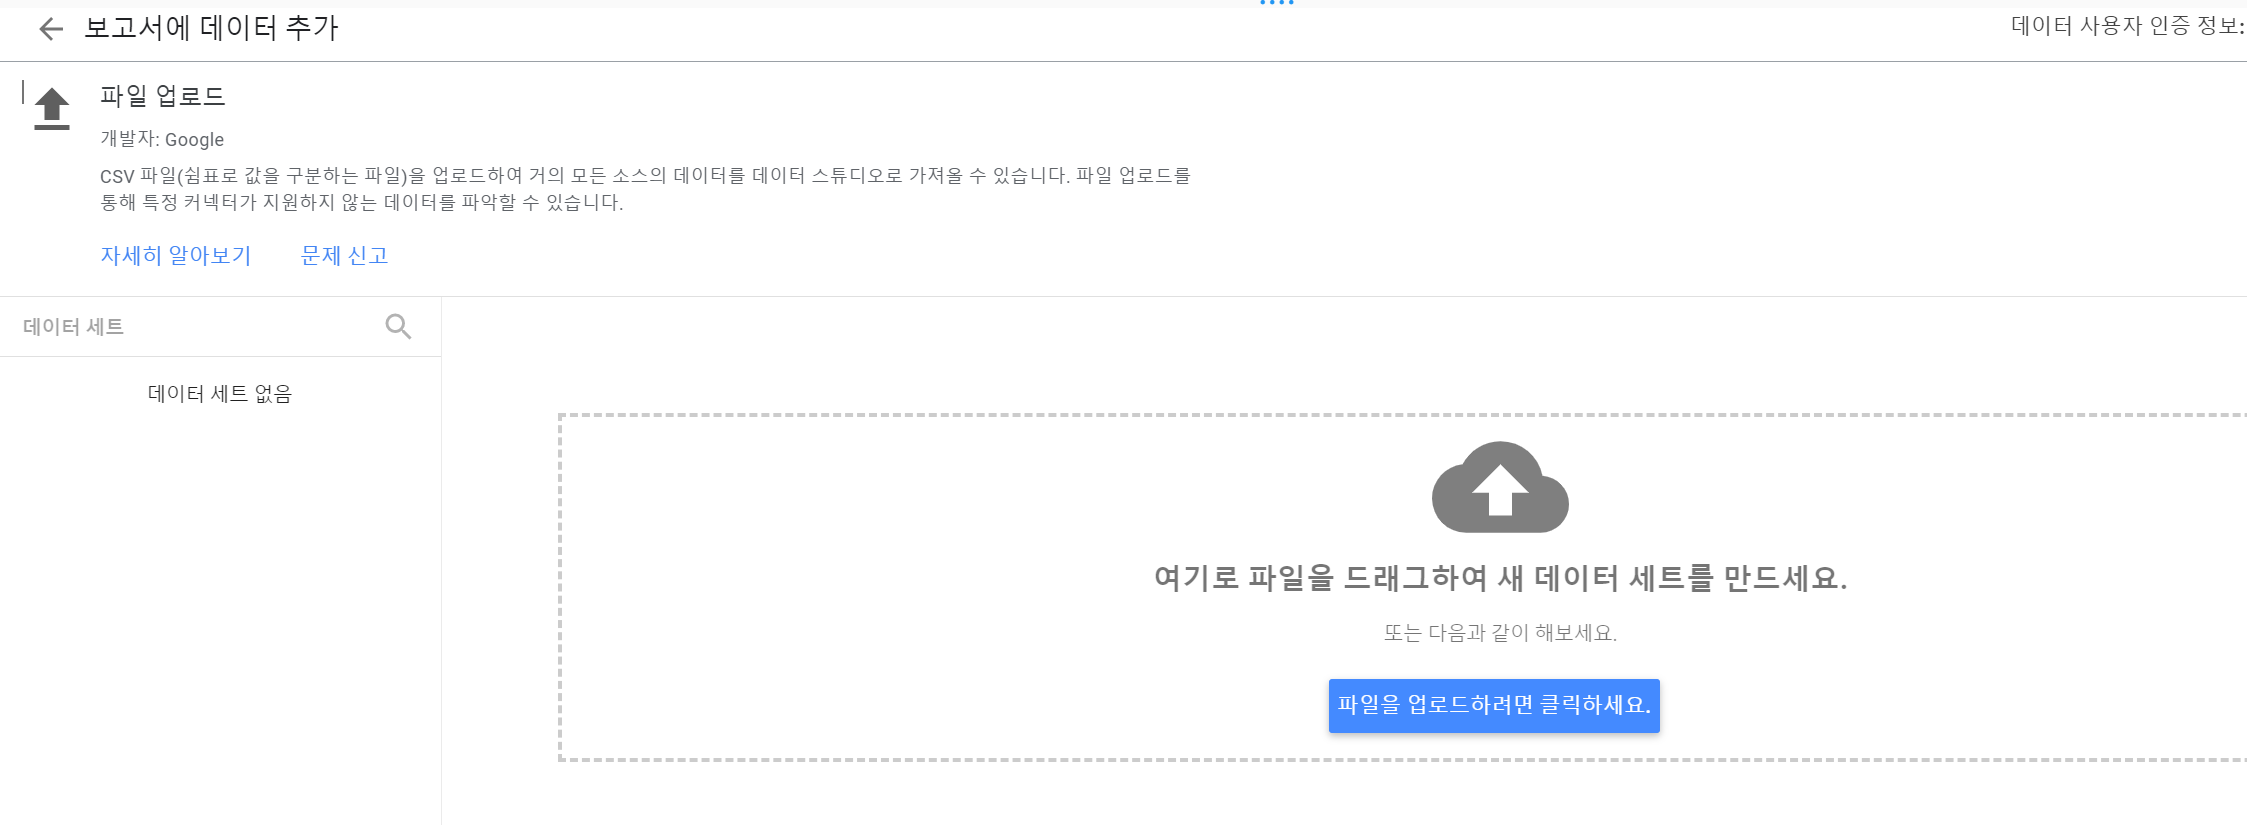 보고서에 데이터 추가
데이터 사용자 인증 정보:
파일 업로드
개발자: Google
CSV 파일(쉼표로 값을 구분하는 파일)을 업로드하여 거의 모든 소스의 데이터를 데이터 스튜디오로 가져올 수 있습니다. 파일 업로드를
통해 특정 커넥터가 지원하지 않는 데이터를 파악할 수 있습니다.
자세히 알아보기 문제 신고
데이터 세트
데이터 세트 없음
여기로 파일을 드래그하여 새 데이터 세트를 만드세요.
또는 다음과 같이 해보세요.
파일을 업로드하려면 클릭하세요.